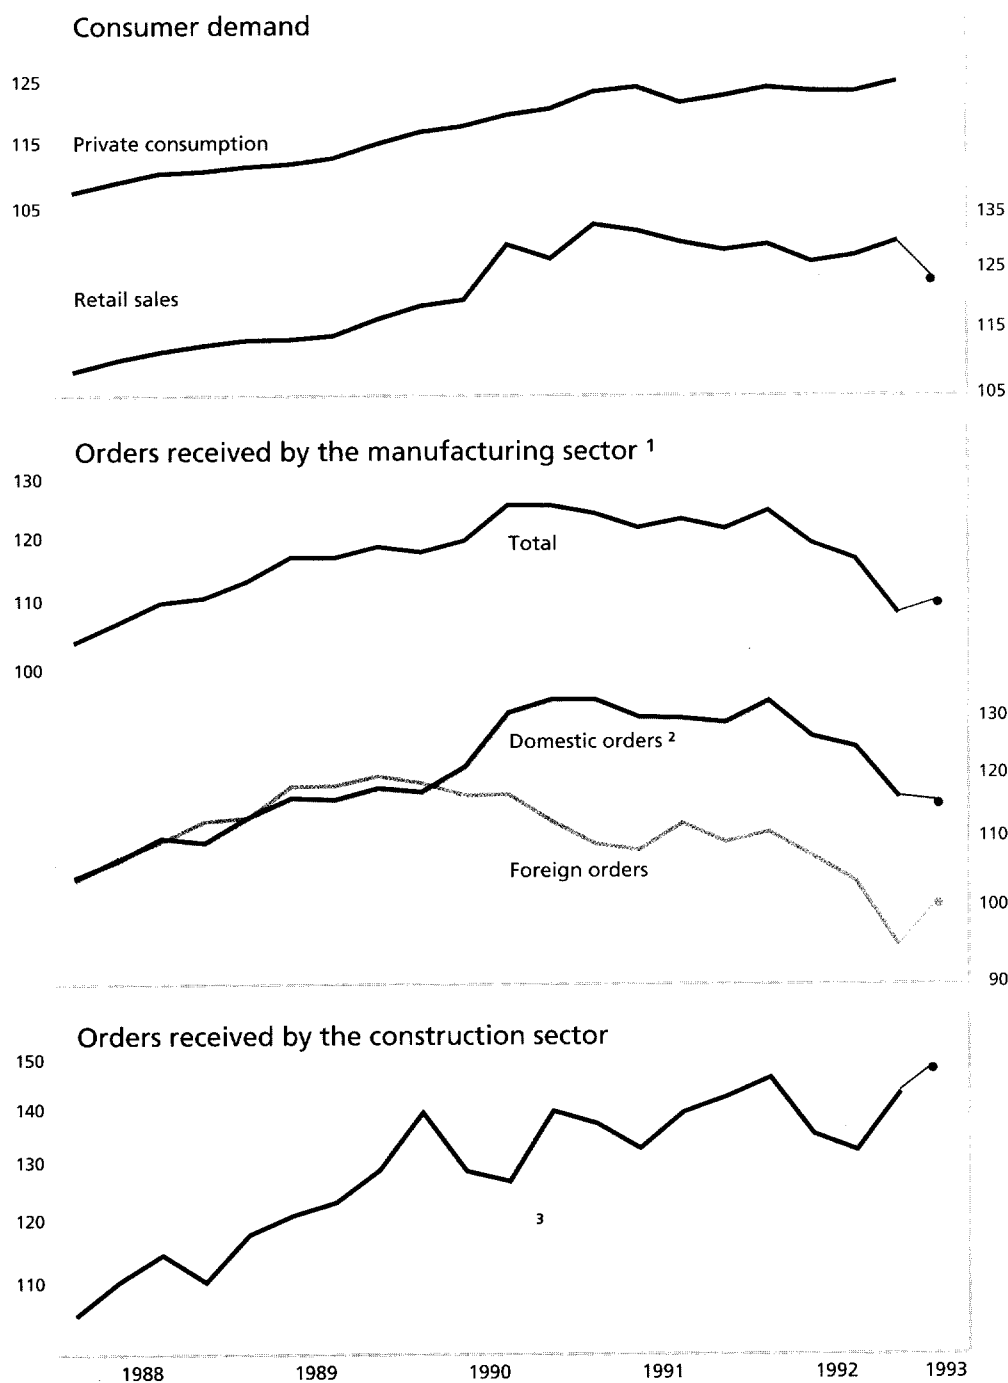 Consumer demand
125
115
Private consumption
105
135
125
Retail sales
115
105
Orders received by the manufacturing sector 1
130
120
Total
110
100
130
Domestic orders 2
120
110
Foreign orders
100
90
Orders received by the construction sector
150
140
130
120
3
110
1988 1989 1990 1991 1992 1993